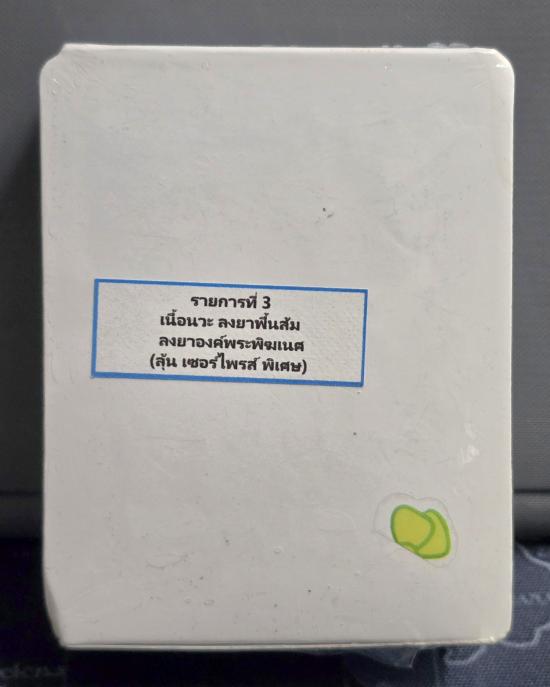 รายการที่ 3
เนื้อนวะ ลงยาพื้นส้ม
ลงยาองค์พระพิฆเนศ
(ลุ้น เซอร์ไพรส์ พิเศษ)